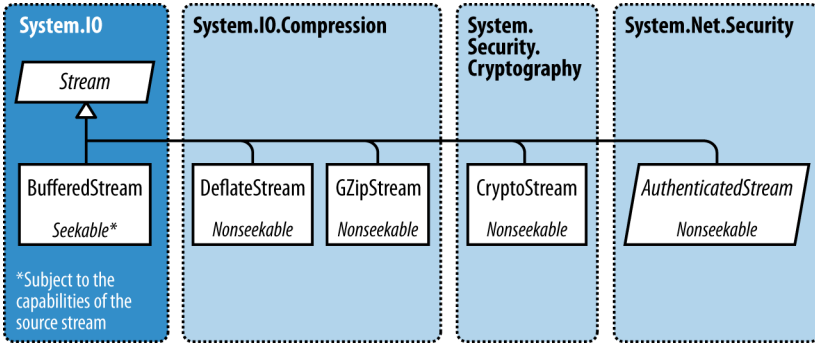 System.IO
Stream
BufferedStream
Seekable*
*Subject to the
capabilities of the
source stream
System.IO.Compression
DeflateStream
Nonseekable
GZipStream
Nonseekable
System.
Security.
Cryptography
CryptoStream
Nonseekable
System.Net.Security
AuthenticatedStream
Nonseekable